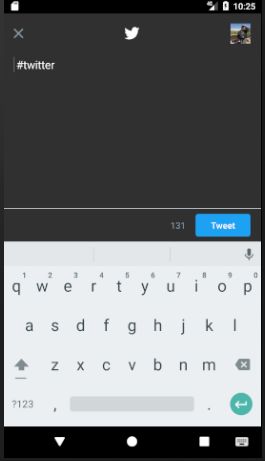 10:25
#twitter
131 Tweet
1 2 3 4 5 6 7 8 9 0
q w e r t y u i o p
a s d f g h j k l
z x c v b n m
?123 , .